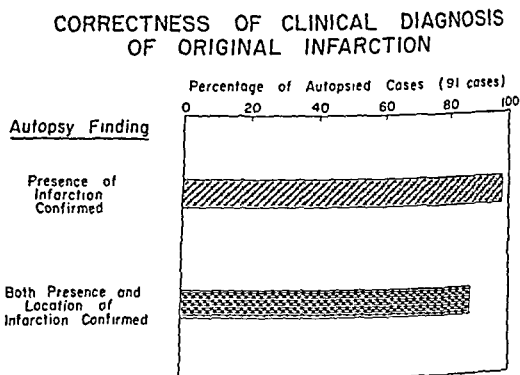 CORRECTNESS OF CLINICAL DIAGNOSIS
OF ORIGINAL INFARCTION
Percentage of Autopsied Cases (91 cases)
0 20 40 60 80 100
Autopsy Finding
Presence of
Infarction
Confirmed
Both Presence and
Location of
Infarction Confirmed